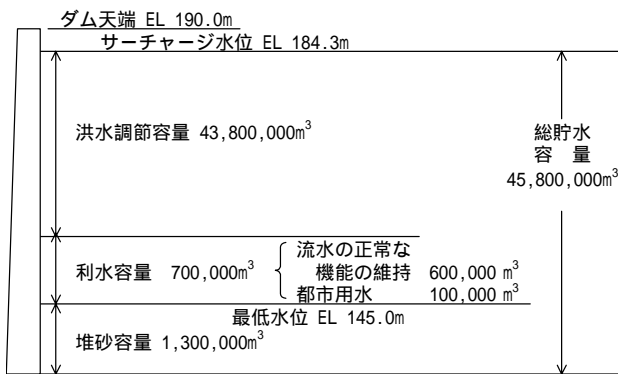 ダム天端 EL 190.0m
サーチャージ水位 EL 184.3m
洪水調節容量 43,800,000m³
総貯水
容 量
45,800,000m³
流水の正常な
利水容量 700,000m³ 機能の維持 600,000 m³
都市用水 100,000 m³
最低水位 EL 145.0m
堆砂容量 1,300,000m³